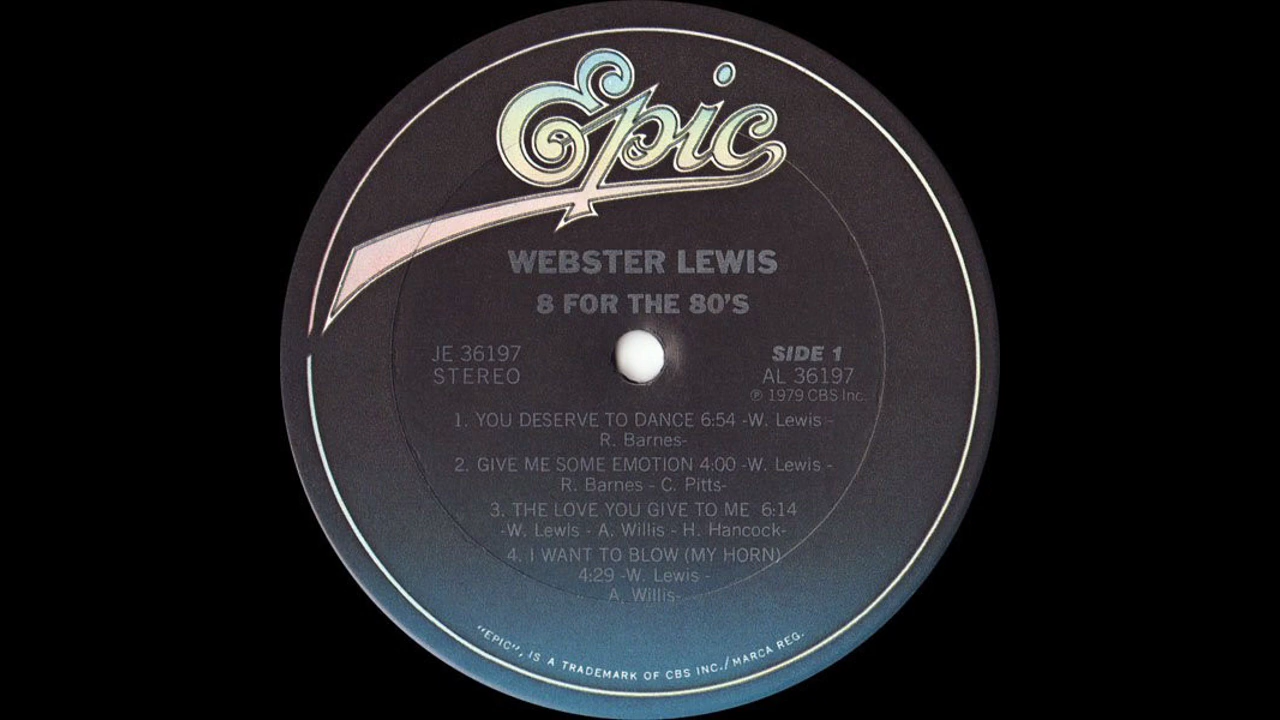 Epic
WEBSTER LEWIS
8 FOR THE 80'S
JE 36197
STEREO
SIDE 1
AL 36197
℗ 1979 CBS Inc.
1. YOU DESERVE TO DANCE 6:54 -W. Lewis -
R. Barnes-
2. GIVE ME SOME EMOTION 4:00 -W. Lewis -
R. Barnes - C. Pitts-
3. THE LOVE YOU GIVE TO ME 6:14
-W. Lewis - A. Willis - H. Hancock-
4. I WANT TO BLOW (MY HORN)
4:29 -W. Lewis -
A. Willis-
"EPIC", IS A TRADEMARK OF CBS INC./MARCA REG.